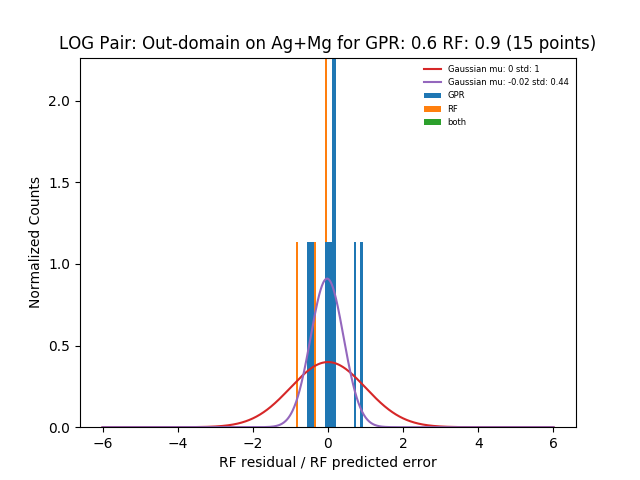 LOG Pair: Out-domain on Ag+Mg for GPR: 0.6 RF: 0.9 (15 points)
Gaussian mu: 0 std: 1
Gaussian mu: -0.02 std: 0.44
GPR
RF
both
Normalized Counts
2.0
1.5
1.0
0.5
0.0
−6 −4 −2 0 2 4 6
RF residual / RF predicted error